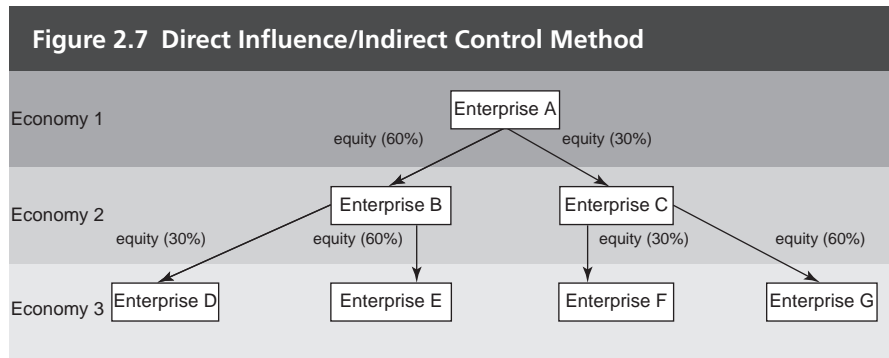 Figure 2.7 Direct Influence/Indirect Control Method
Economy 1
Enterprise A
equity (60%)
equity (30%)
Economy 2
Enterprise B
Enterprise C
equity (30%)
equity (60%)
equity (30%)
equity (60%)
Economy 3
Enterprise D
Enterprise E
Enterprise F
Enterprise G